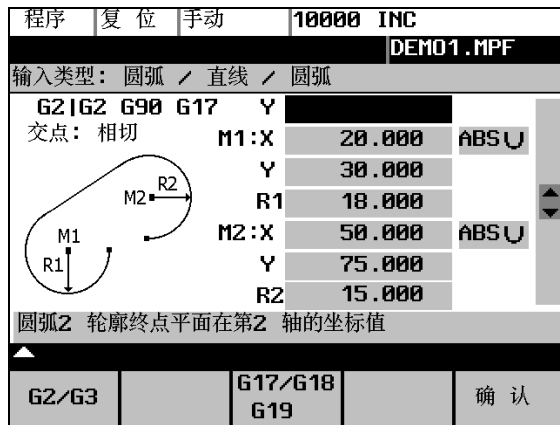 程序 复 位 手动 10000 INC
DEMO1.MPF
输入类型: 圆弧 / 直线 / 圆弧
G2|G2 G90 G17 Y
交点: 相切 M1:X 20.000 ABS
Y 30.000
R1 18.000
M2:X 50.000 ABS
Y 75.000
R2 15.000
M2 R2
M1
R1
圆弧2 轮廓终点平面在第2 轴的坐标值
G2/G3 G17/G18 G19 确 认